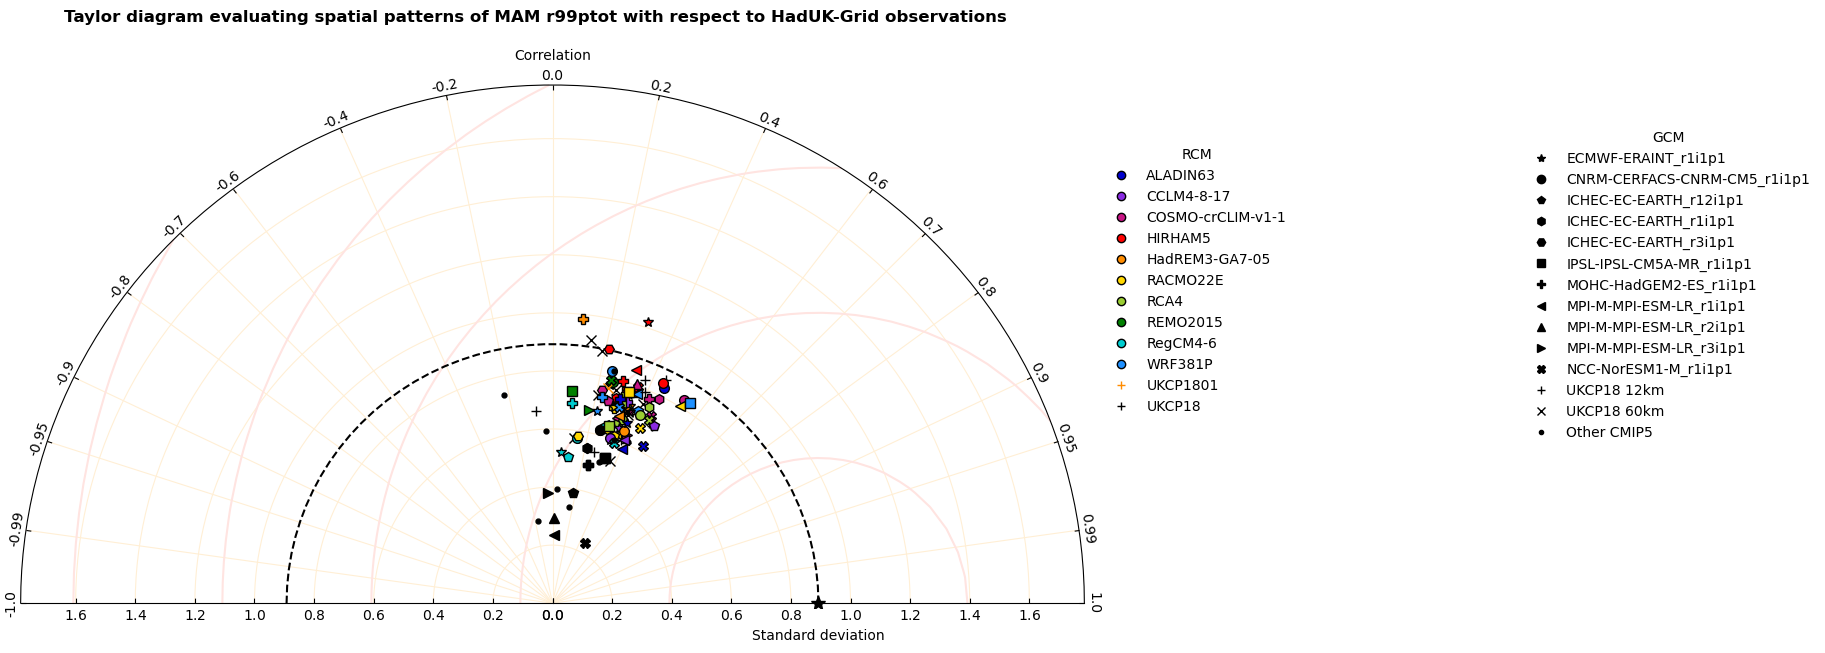 Taylor diagram evaluating spatial patterns of MAM r99ptot with respect to HadUK-Grid observations
Correlation
0.0
-0.2
0.2
-0.4
0.4
-0.6
0.6
-0.7
0.7
-0.8
0.8
-0.9
0.9
-0.95
0.95
-0.99
0.99
-1.0
1.0
1.6 1.4 1.2 1.0 0.8 0.6 0.4 0.2 0.0 0.0 0.2 0.4 0.6 0.8 1.0 1.2 1.4 1.6
Standard deviation
RCM
ALADIN63
CCLM4-8-17
COSMO-crCLIM-v1-1
HIRHAM5
HadREM3-GA7-05
RACMO22E
RCA4
REMO2015
RegCM4-6
WRF381P
UKCP1801
UKCP18
GCM
ECMWF-ERAINT_r1i1p1
CNRM-CERFACS-CNRM-CM5_r1i1p1
ICHEC-EC-EARTH_r12i1p1
ICHEC-EC-EARTH_r1i1p1
ICHEC-EC-EARTH_r3i1p1
IPSL-IPSL-CM5A-MR_r1i1p1
MOHC-HadGEM2-ES_r1i1p1
MPI-M-MPI-ESM-LR_r1i1p1
MPI-M-MPI-ESM-LR_r2i1p1
MPI-M-MPI-ESM-LR_r3i1p1
NCC-NorESM1-M_r1i1p1
UKCP18 12km
UKCP18 60km
Other CMIP5